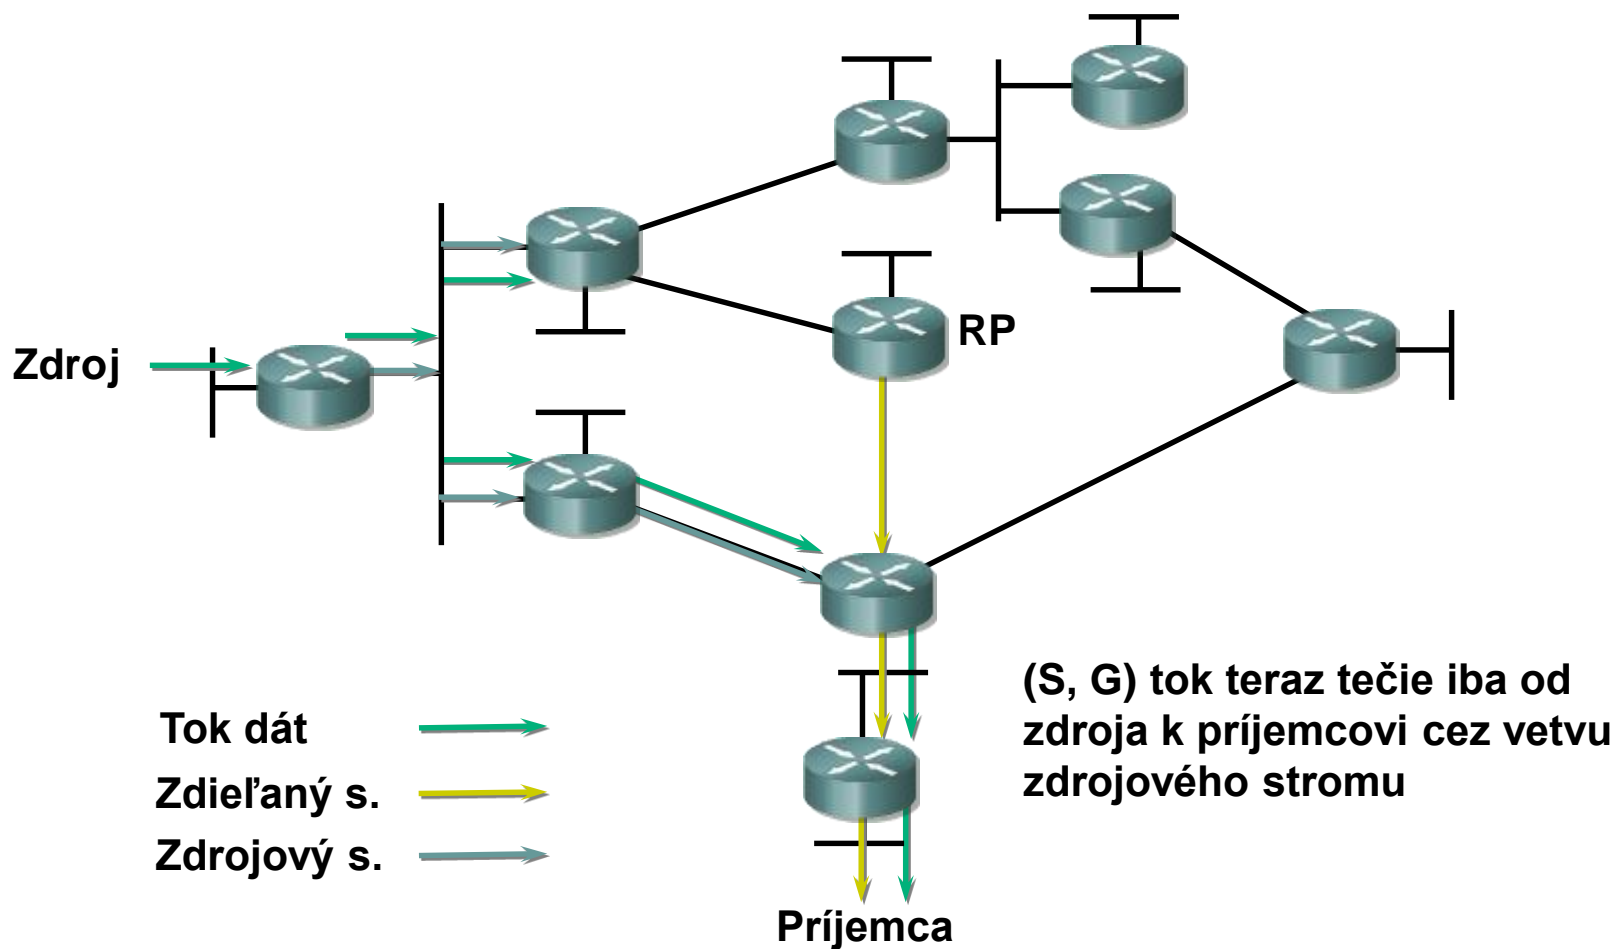 RP
Zdroj
(S, G) tok teraz tečie iba od
zdroja k príjemcovi cez vetvu
zdrojového stromu
Tok dát
Zdieľaný s.
Zdrojový s.
Príjemca